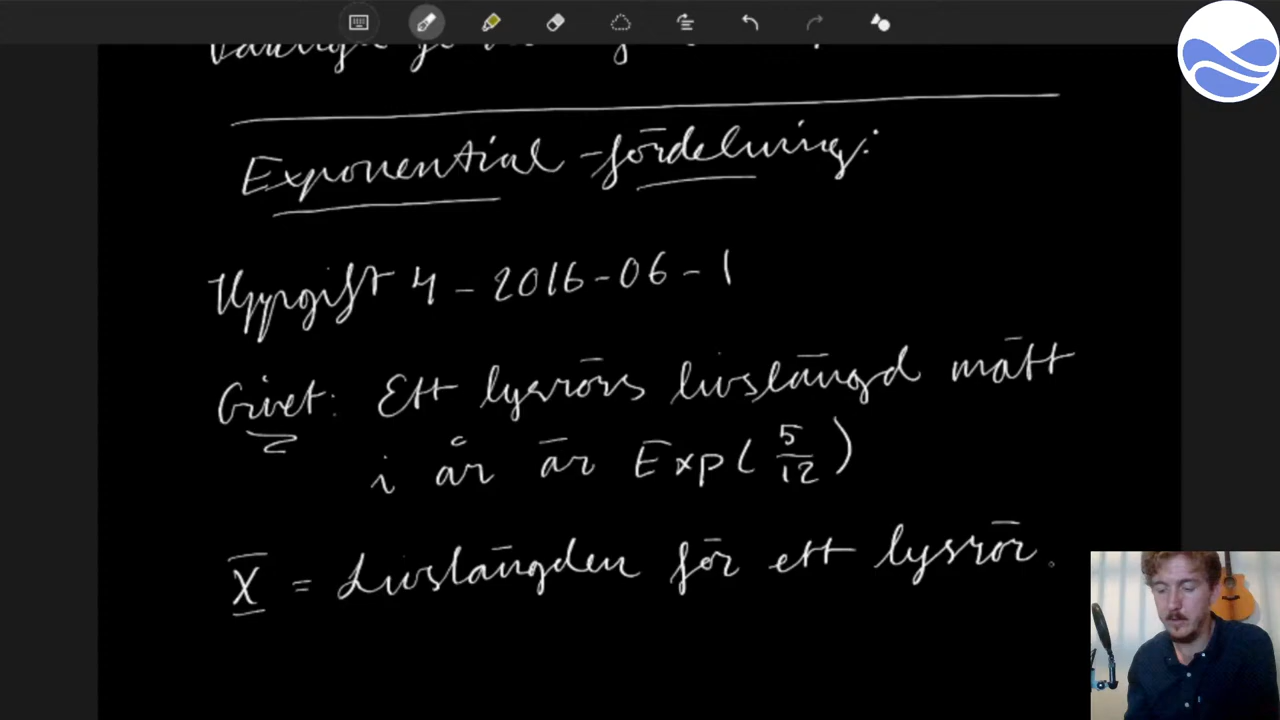 Exponential-fördelning:
Uppgift 4 - 2016-06-1
Givet: Ett lysrörs livslängd mätt
i år är Exp(5/12)
X = Livslängden för ett lysrör.